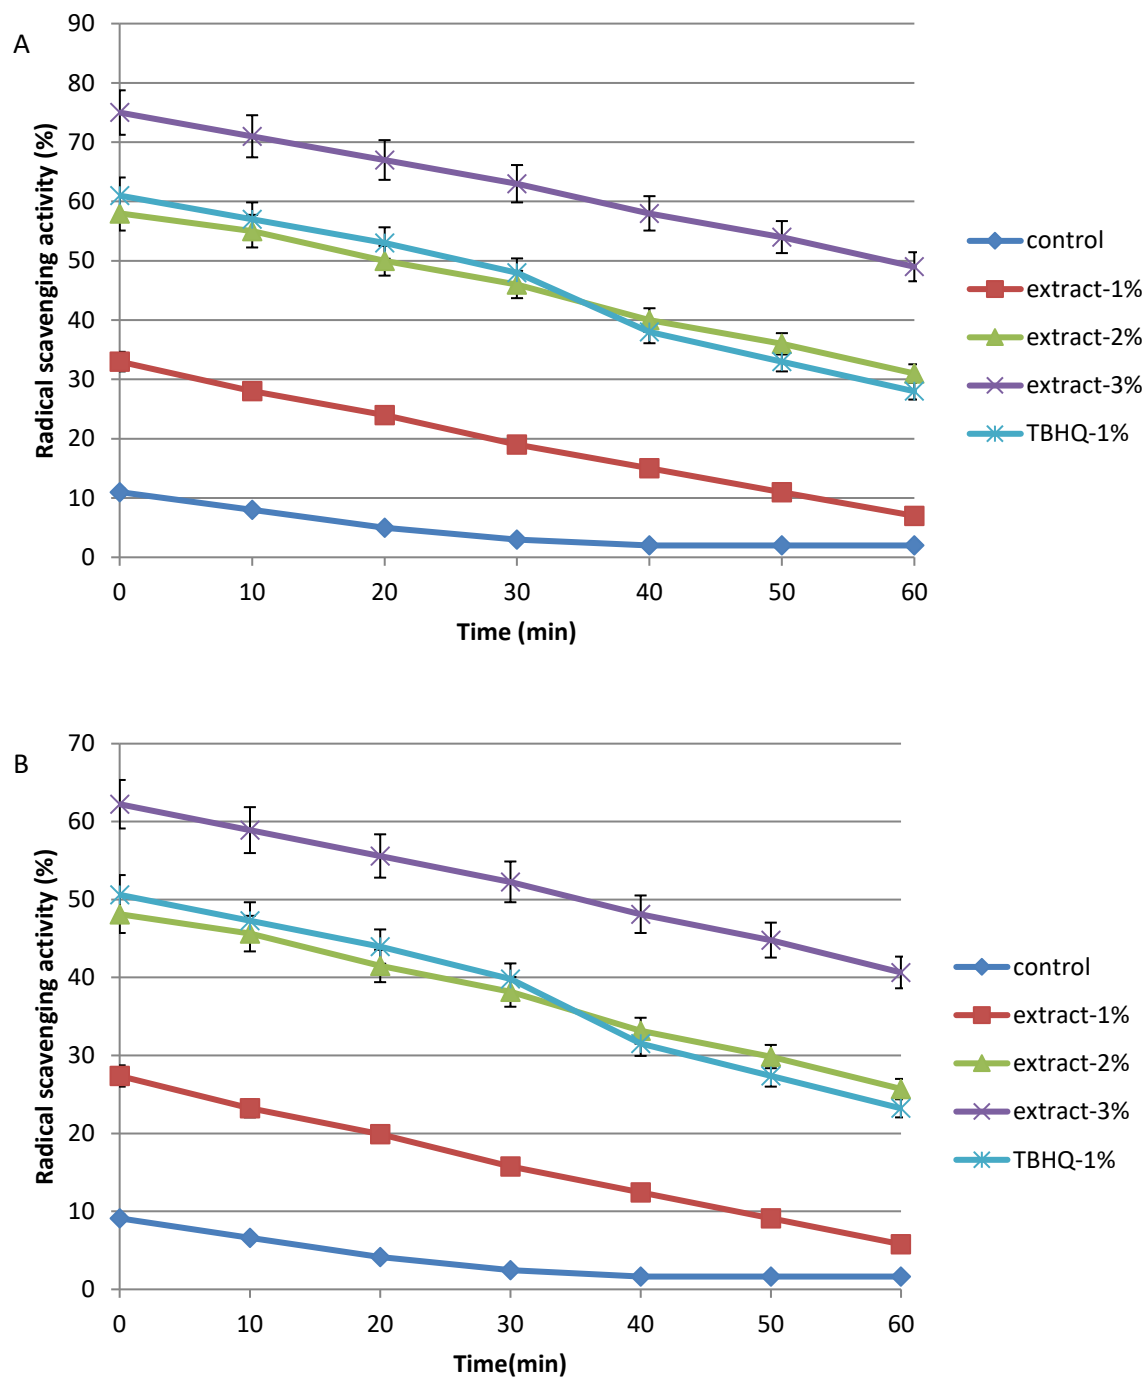 A
90
80
70
60
50
40
30
20
10
0
Radical scavenging activity (%)
0 10 20 30 40 50 60
Time (min)
control
extract-1%
extract-2%
extract-3%
TBHQ-1%
B
70
60
50
40
30
20
10
0
Radical scavenging activity (%)
0 10 20 30 40 50 60
Time(min)
control
extract-1%
extract-2%
extract-3%
TBHQ-1%